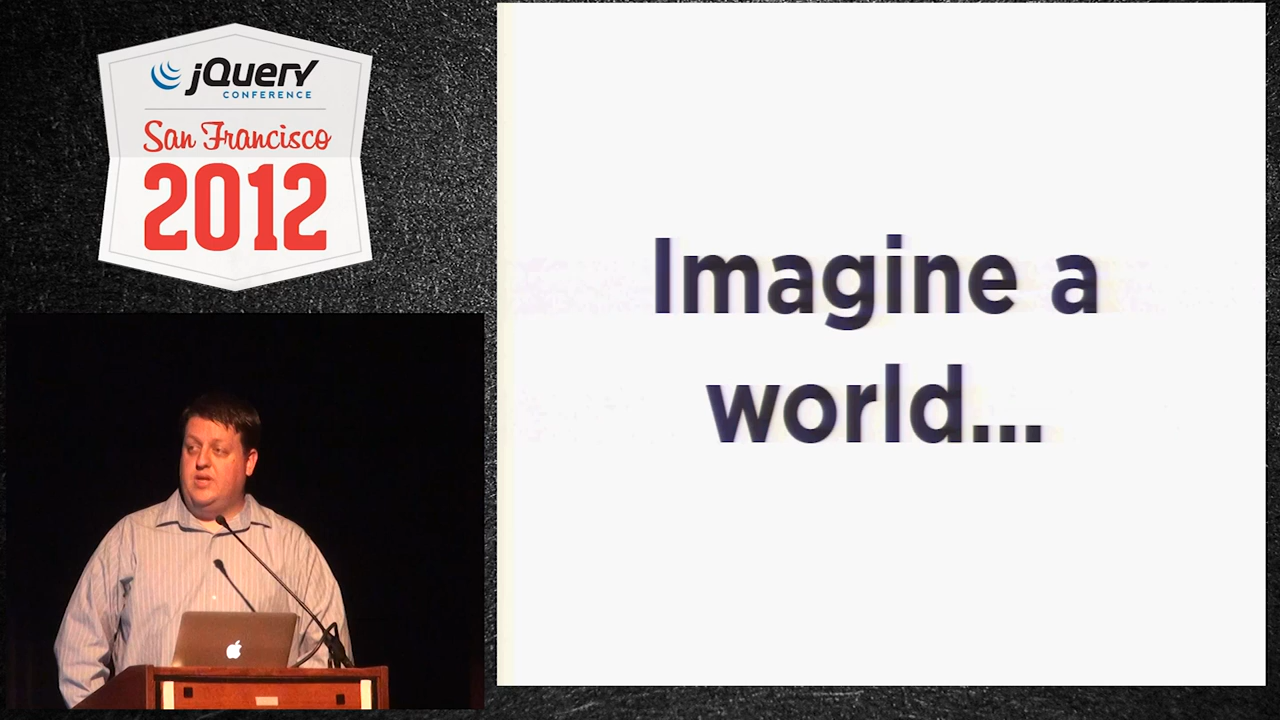 jQuery
CONFERENCE
San Francisco
2012
Imagine a
world...